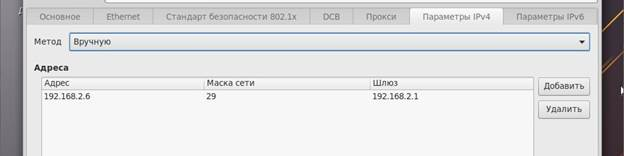 Основное Ethernet Стандарт безопасности 802.1x DCB Прокси Параметры IPv4 Параметры IPv6
Метод Вручную
Адреса
Адрес Маска сети Шлюз
192.168.2.6 29 192.168.2.1
Добавить
Удалить